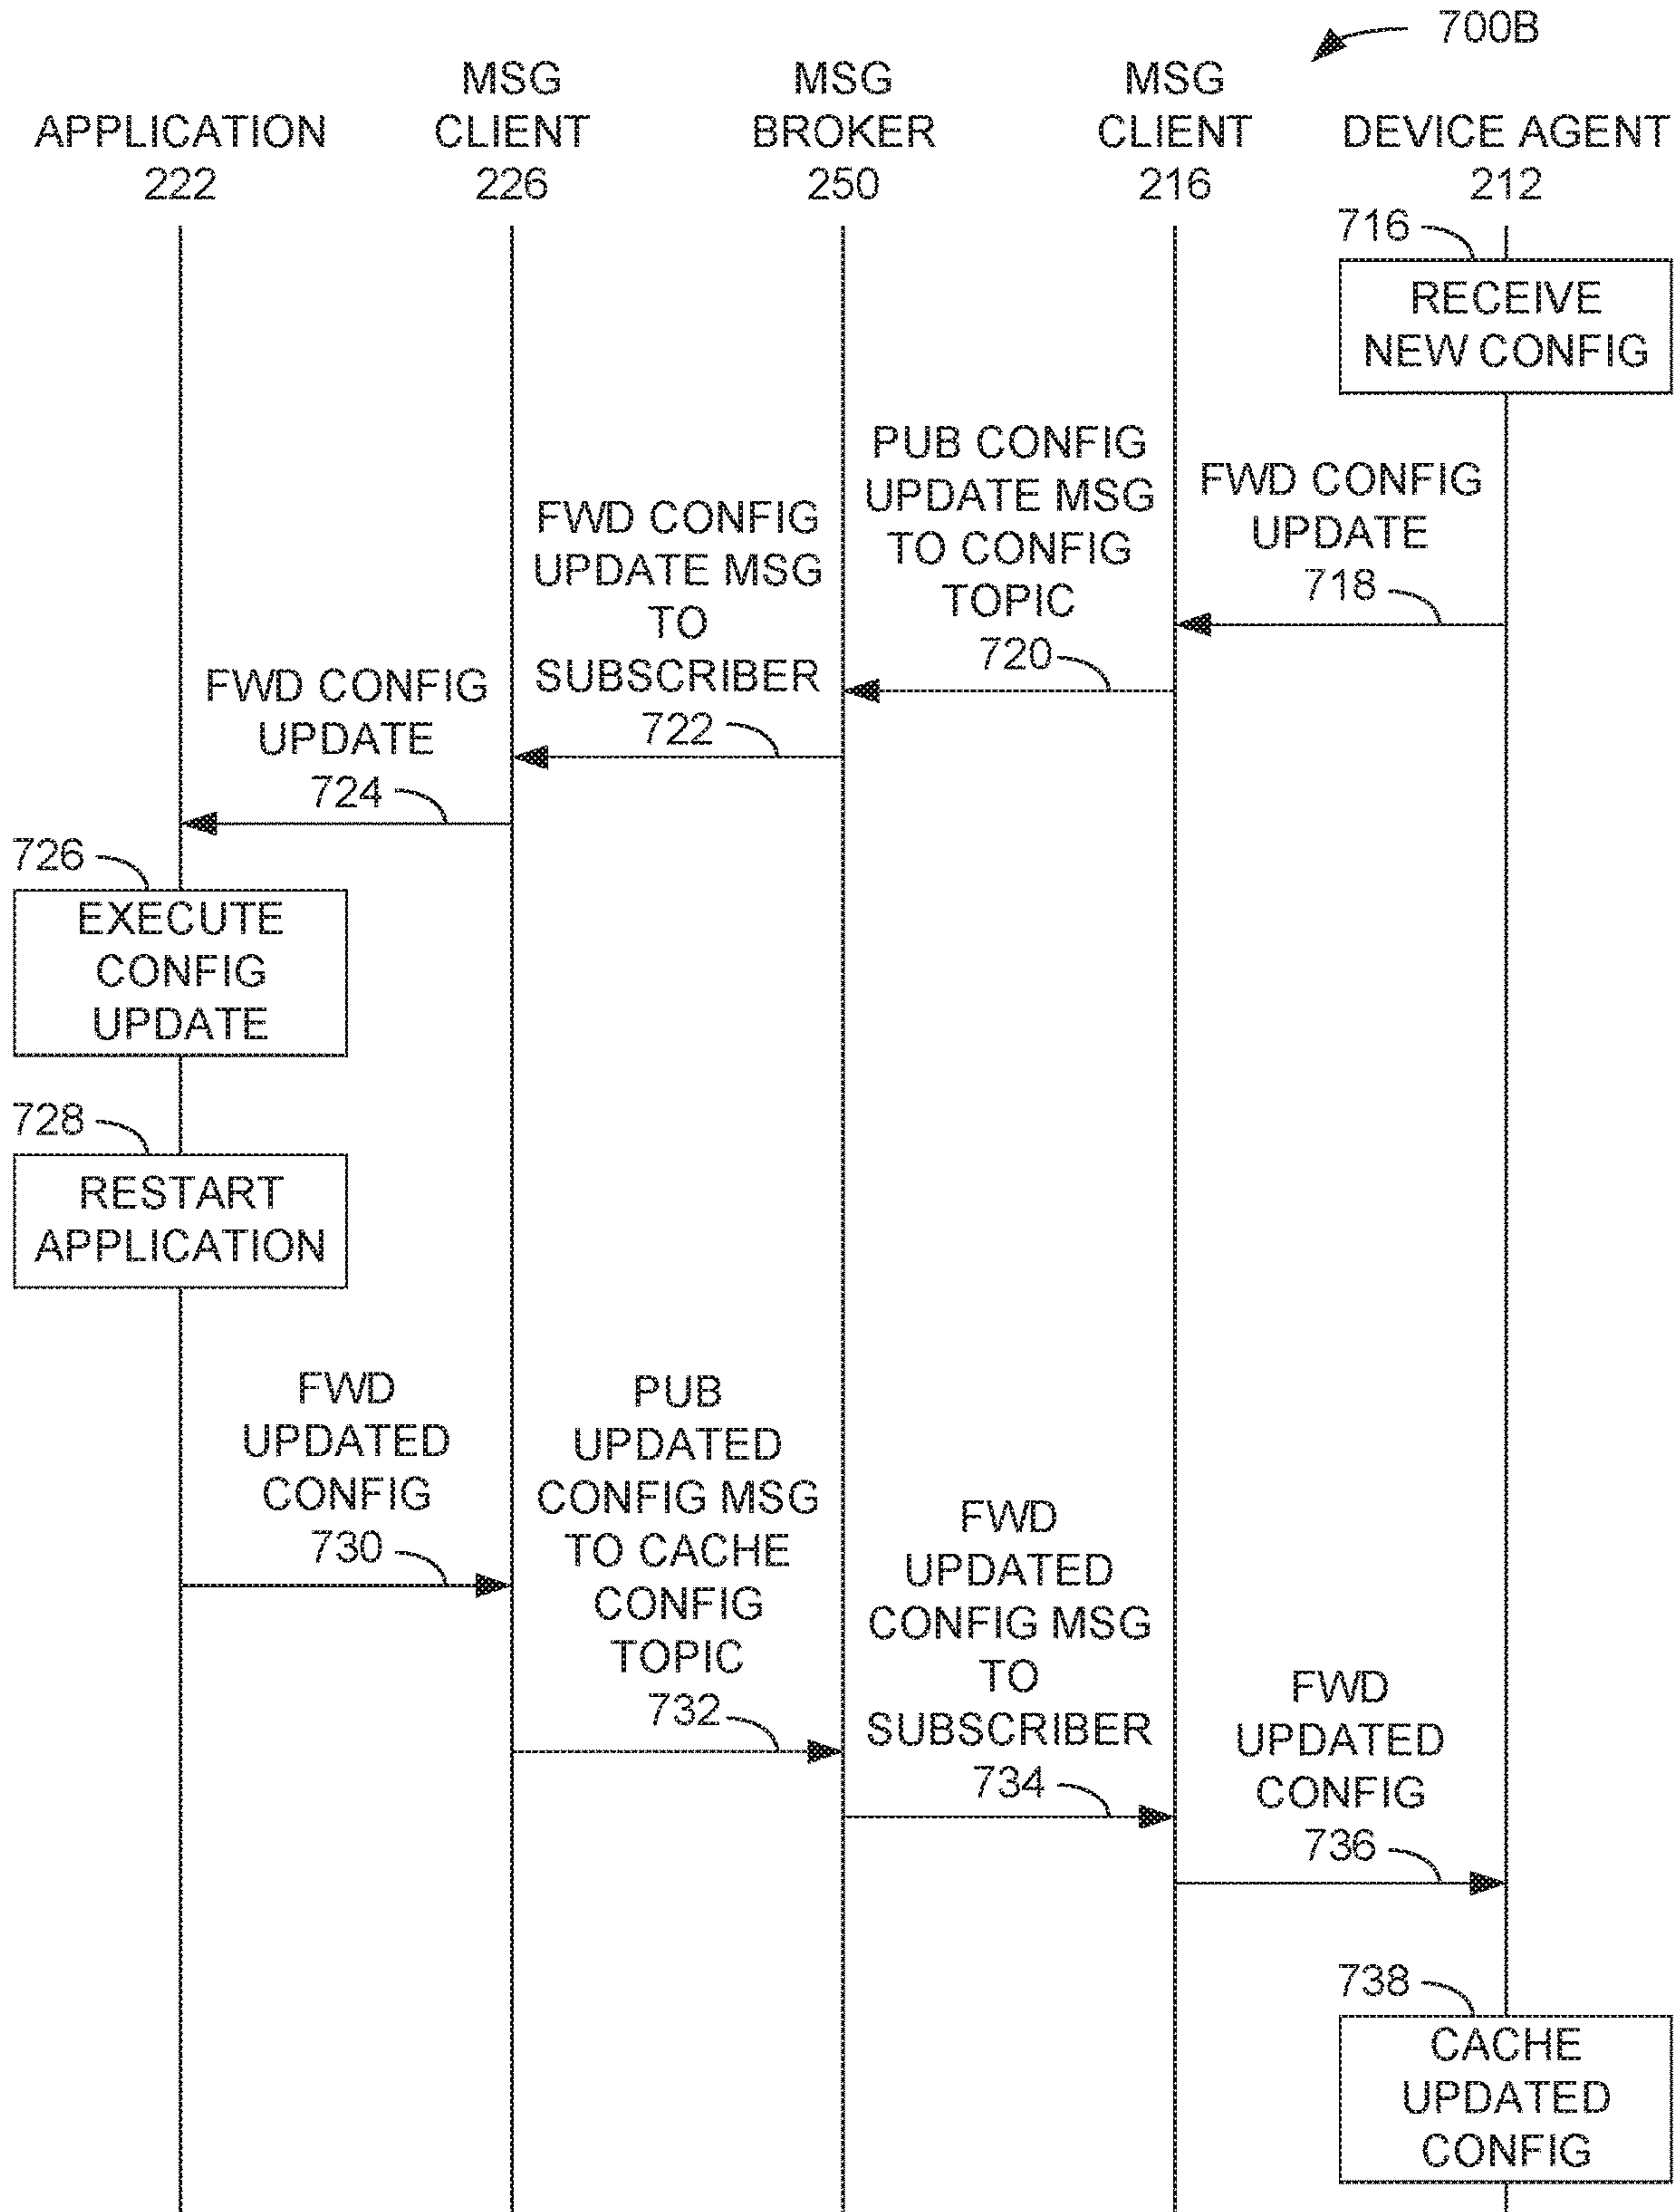 700B
APPLICATION
222
MSG
CLIENT
226
MSG
BROKER
250
MSG
CLIENT
216
DEVICE AGENT
212
716
RECEIVE
NEW CONFIG
FWD CONFIG
UPDATE
718
PUB CONFIG
UPDATE MSG
TO CONFIG
TOPIC
720
FWD CONFIG
UPDATE MSG
TO
SUBSCRIBER
722
FWD CONFIG
UPDATE
724
726
EXECUTE
CONFIG
UPDATE
728
RESTART
APPLICATION
FWD
UPDATED
CONFIG
730
PUB
UPDATED
CONFIG MSG
TO CACHE
CONFIG
TOPIC
732
FWD
UPDATED
CONFIG MSG
TO
SUBSCRIBER
734
FWD
UPDATED
CONFIG
736
738
CACHE
UPDATED
CONFIG